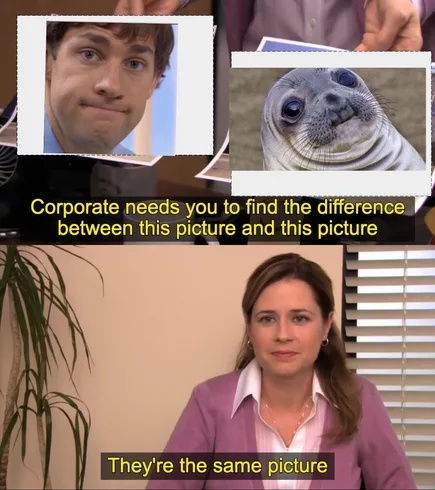 Corporate needs you to find the difference
between this picture and this picture
They're the same picture